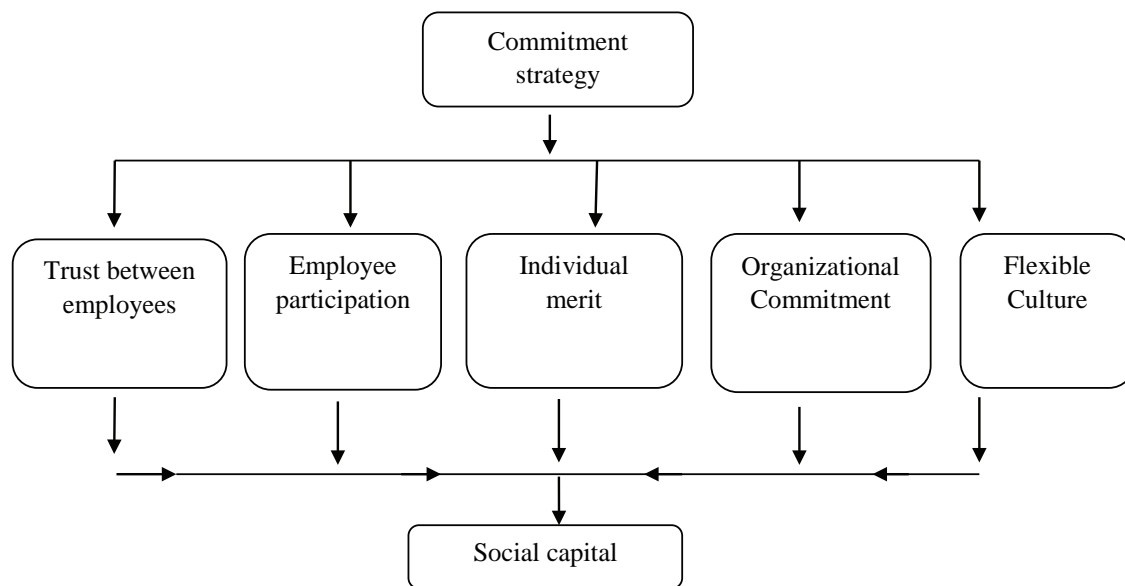 Commitment
strategy
Trust between
employees
Employee
participation
Individual
merit
Organizational
Commitment
Flexible
Culture
Social capital